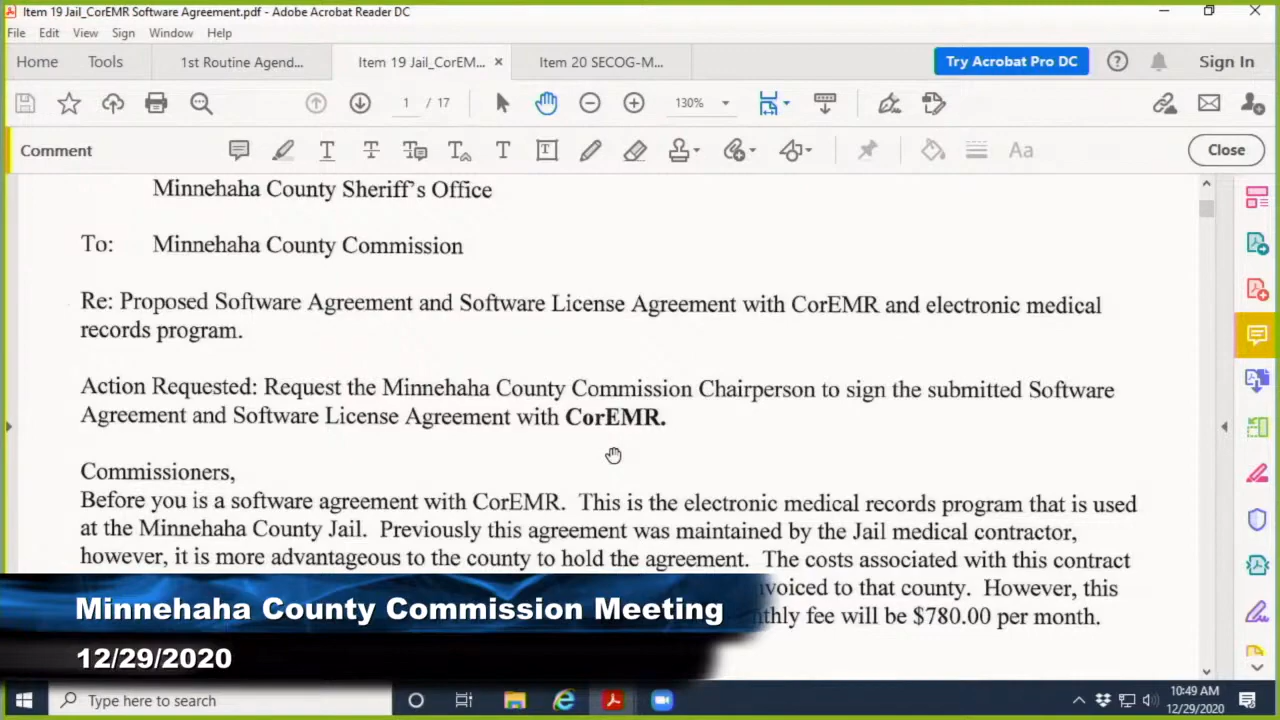 Item 19 Jail_CorEMR Software Agreement.pdf - Adobe Acrobat Reader DC
File Edit View Sign Window Help
Home Tools 1st Routine Agend... Item 19 Jail_CorEM... × Item 20 SECOG-M... Try Acrobat Pro DC Sign In
1 / 17 130%
Comment Aa Close
Minnehaha County Sheriff's Office
To: Minnehaha County Commission
Re: Proposed Software Agreement and Software License Agreement with CorEMR and electronic medical
records program.
Action Requested: Request the Minnehaha County Commission Chairperson to sign the submitted Software
Agreement and Software License Agreement with CorEMR.
Commissioners,
Before you is a software agreement with CorEMR. This is the electronic medical records program that is used
at the Minnehaha County Jail. Previously this agreement was maintained by the Jail medical contractor,
however, it is more advantageous to the county to hold the agreement. The costs associated with this contract
to that county. However, this
fee will be $780.00 per month.
Minnehaha County Commission Meeting
12/29/2020
Type here to search
10:49 AM
12/29/2020